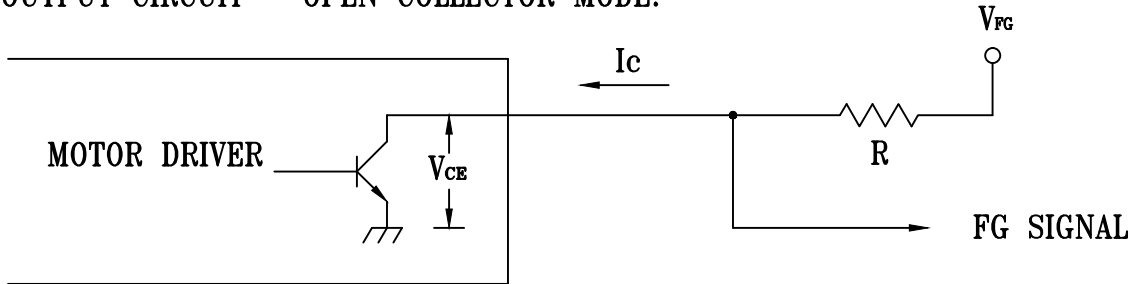 OUTPUT CIRCUIT - OPEN COLLECTOR MODE:
VFG
Ic
MOTOR DRIVER
VCE
R
FG SIGNAL